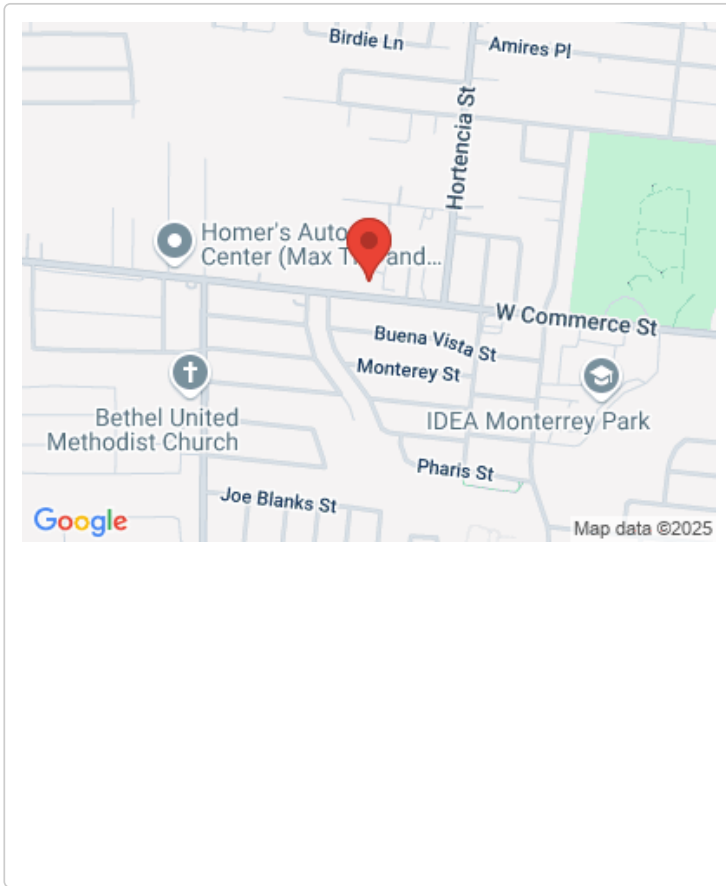 Birdie Ln
Amires Pl
Hortencia St
Homer's Auto
Center (Max and...
W Commerce St
Buena Vista St
Monterey St
IDEA Monterrey Park
Bethel United
Methodist Church
Pharis St
Joe Blanks St
Google
Map data ©2025